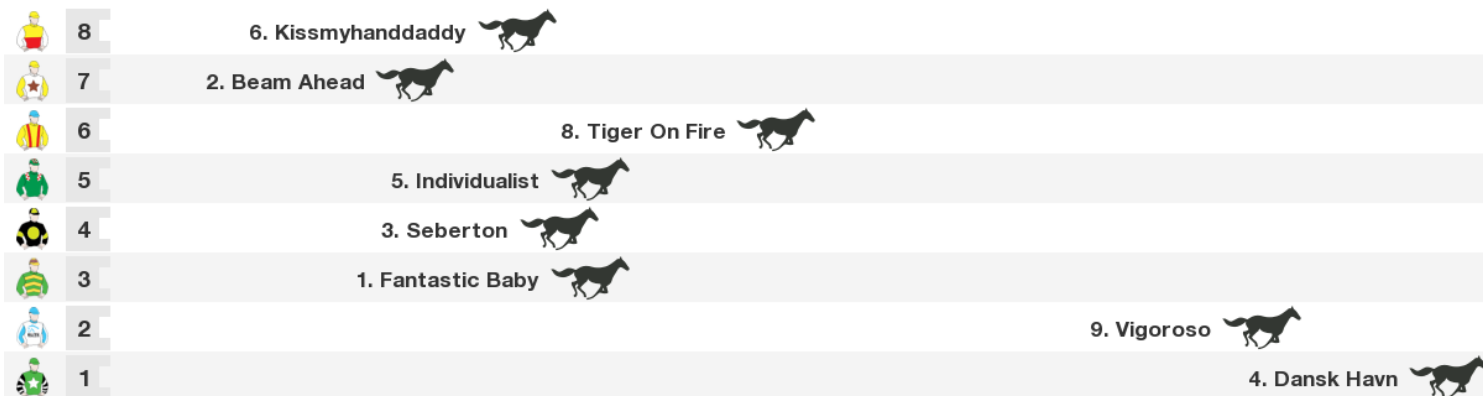 8 6. Kissmyhanddaddy
7 2. Beam Ahead
6 8. Tiger On Fire
5 5. Individualist
4 3. Seberton
3 1. Fantastic Baby
2 9. Vigoroso
1 4. Dansk Havn